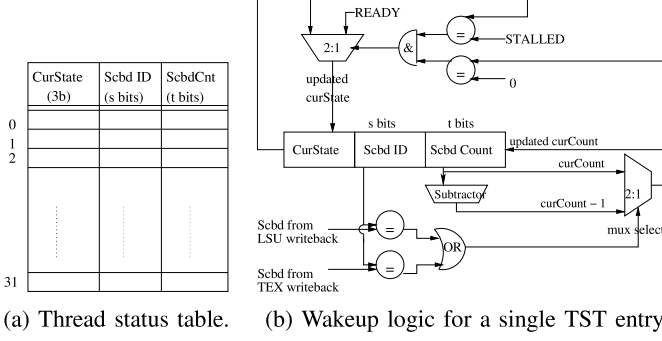 CurState
(3b)
Scbd ID
(s bits)
ScbdCnt
(t bits)
0
1
2
31
(a) Thread status table.
READY
2:1
&
=
STALLED
=
0
updated
curState
s bits
t bits
CurState
Scbd ID
Scbd Count
updated curCount
curCount
Subtractor
curCount − 1
2:1
mux select
Scbd from
LSU writeback
=
OR
Scbd from
TEX writeback
=
(b) Wakeup logic for a single TST entry